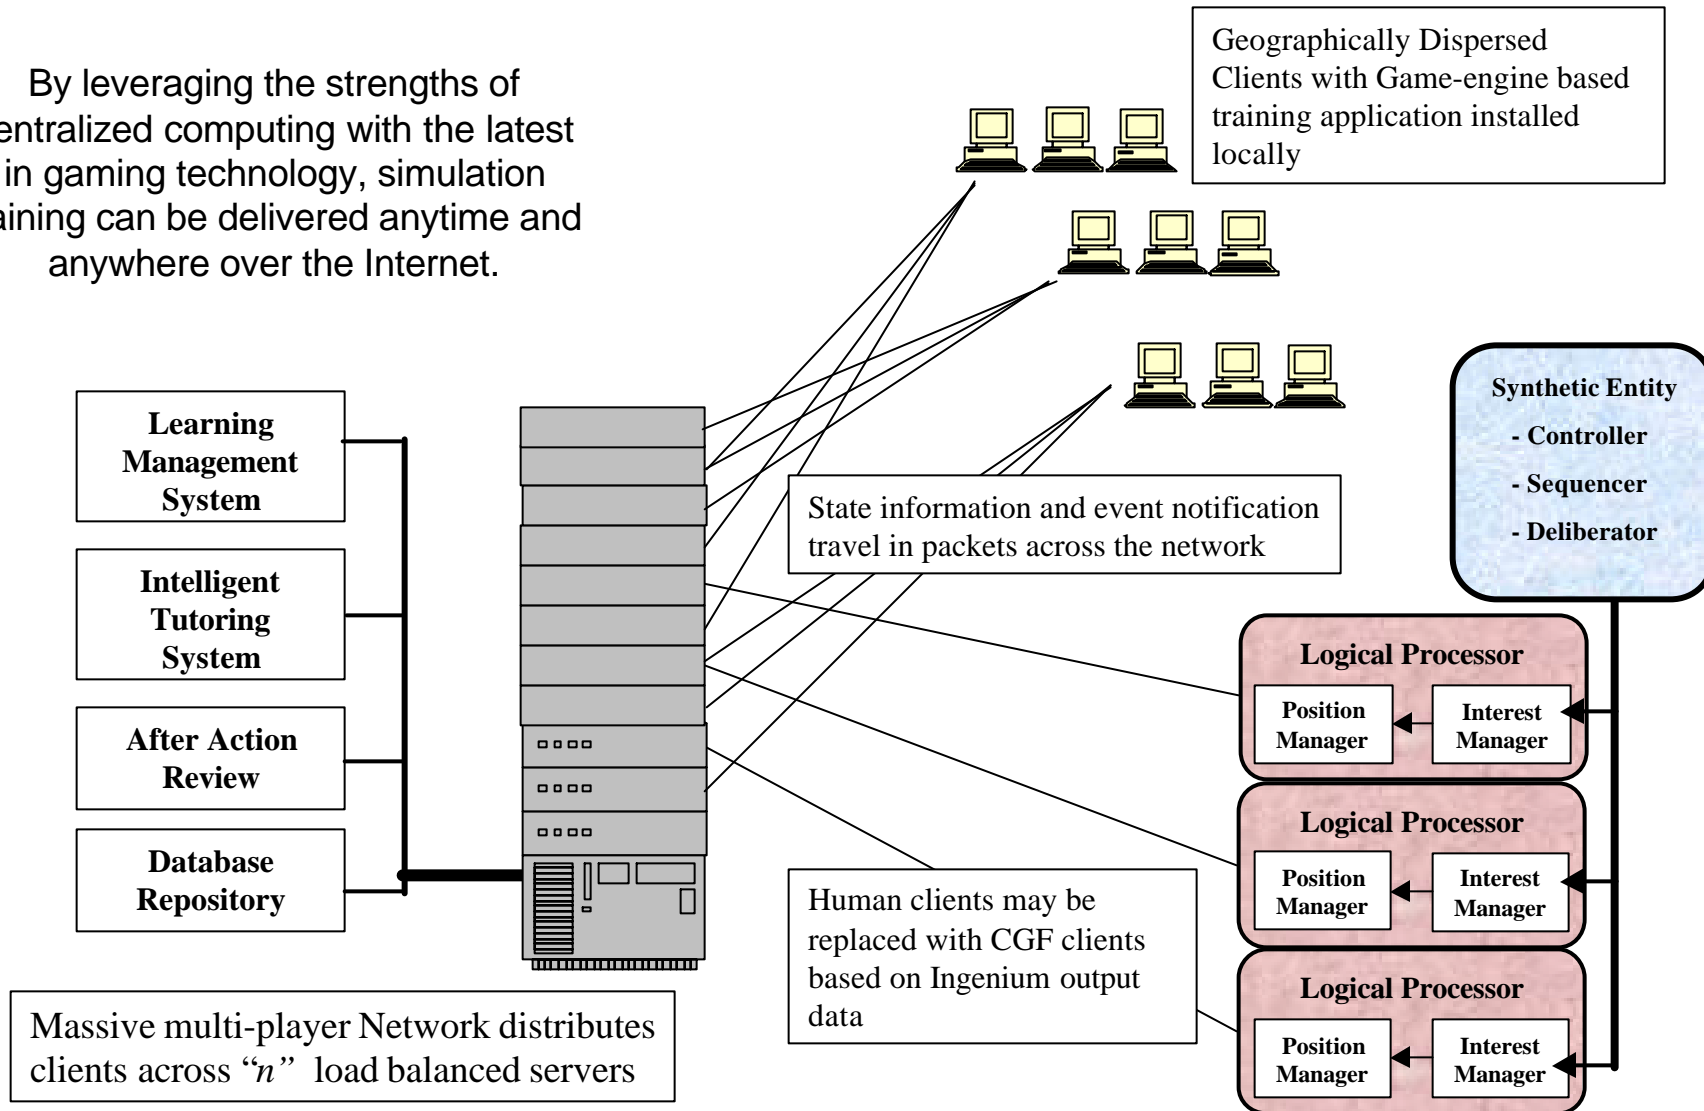 By leveraging the strengths of
entralized computing with the latest
in gaming technology, simulation
aining can be delivered anytime and
anywhere over the Internet.
Geographically Dispersed
Clients with Game-engine based
training application installed
locally
Learning
Management
System
Intelligent
Tutoring
System
After Action
Review
Database
Repository
State information and event notification
travel in packets across the network
Synthetic Entity
- Controller
- Sequencer
- Deliberator
Logical Processor
Position
Manager
Interest
Manager
Logical Processor
Position
Manager
Interest
Manager
Logical Processor
Position
Manager
Interest
Manager
Human clients may be
replaced with CGF clients
based on Ingenium output
data
Massive multi-player Network distributes
clients across “n” load balanced servers